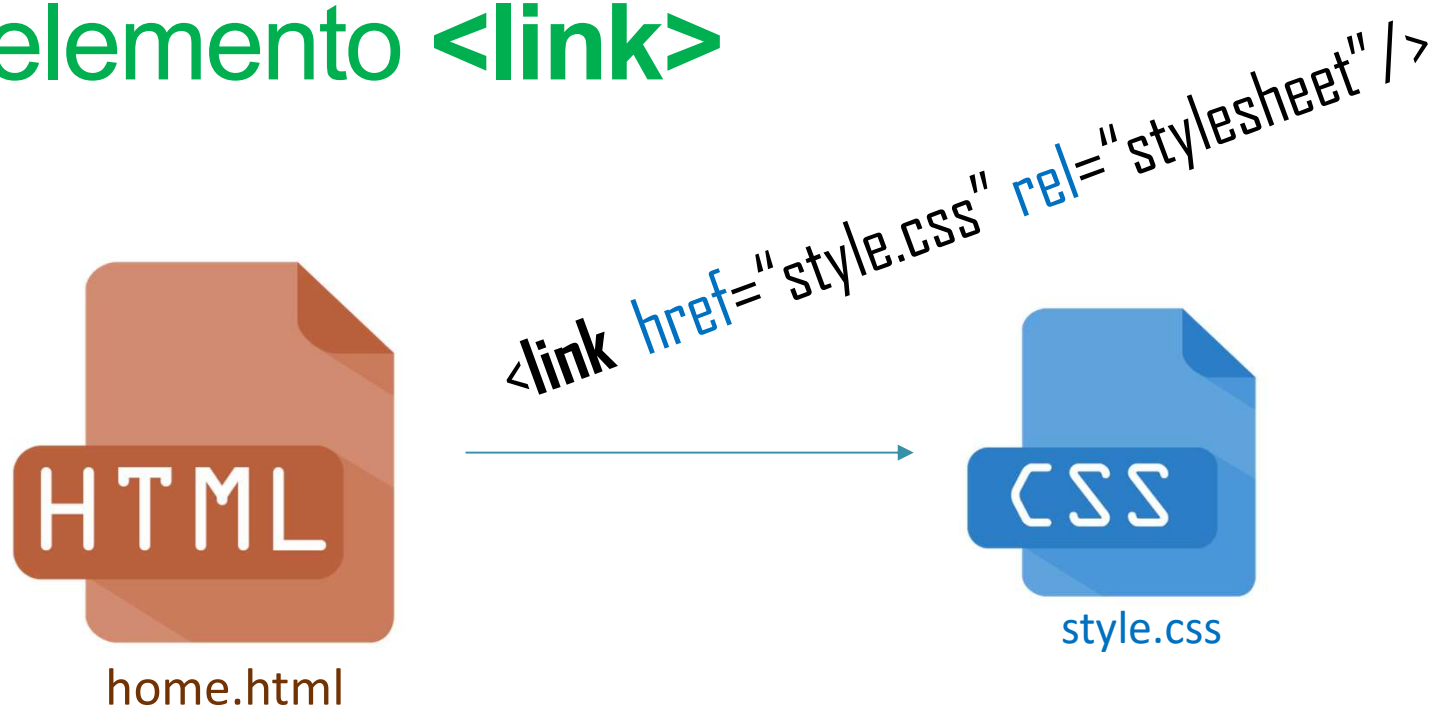 elemento <link>
<link href=“style.css” rel=“stylesheet”/>
HTML
CSS
style.css
home.html